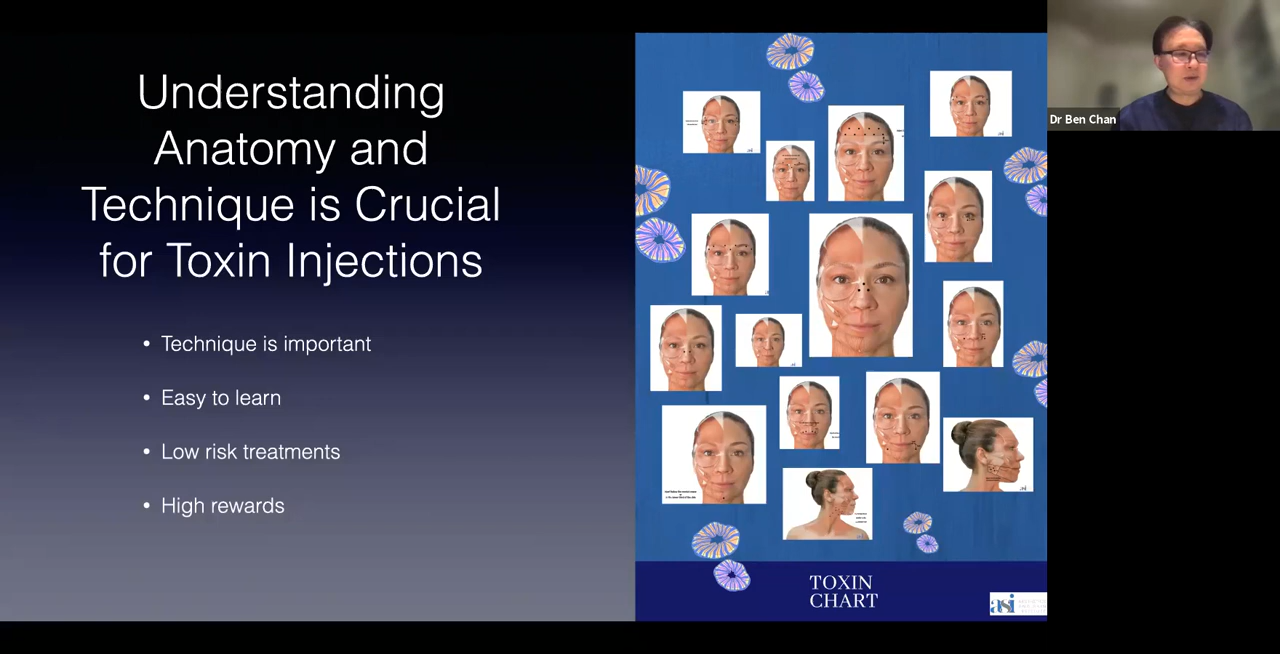 Understanding
Anatomy and
Technique is Crucial
for Toxin Injections
• Technique is important
• Easy to learn
• Low risk treatments
• High rewards
TOXIN
CHART
asi
Dr Ben Chan